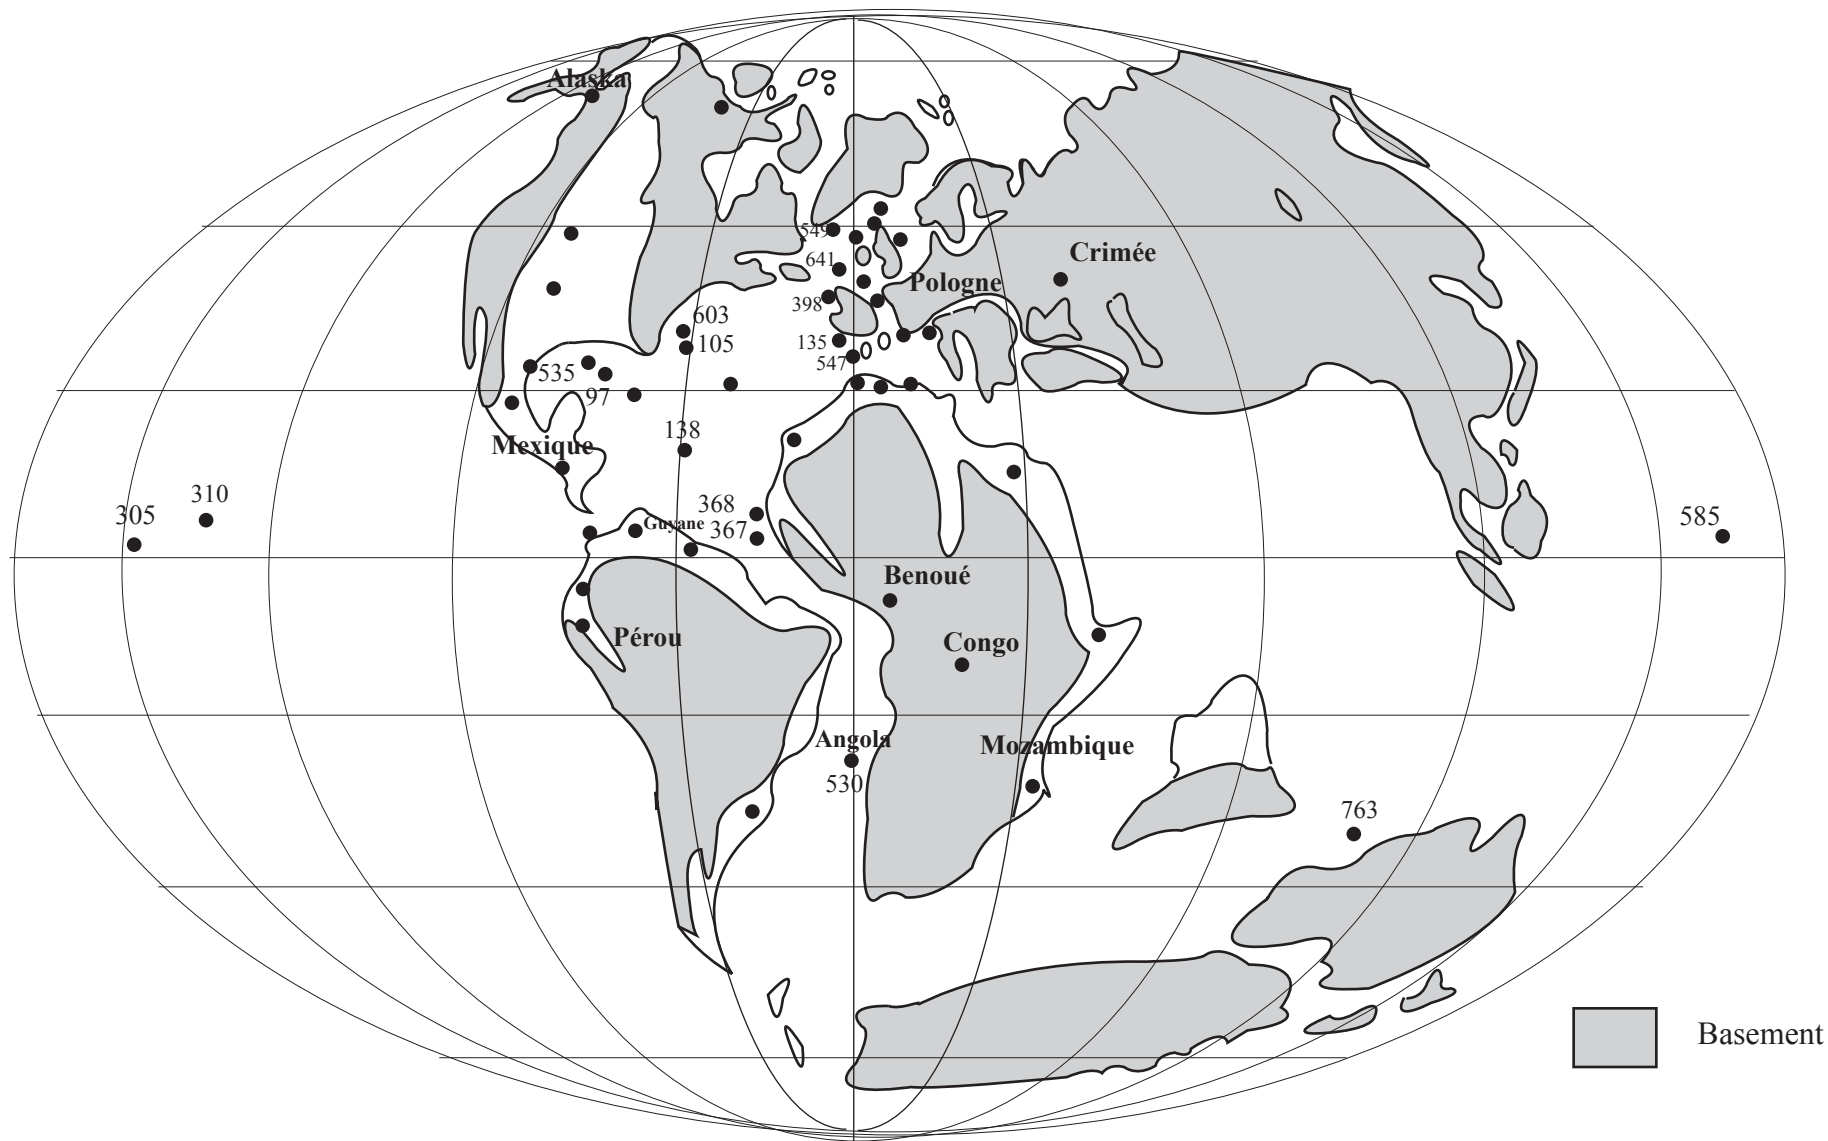 Alaska
549
641
Crimée
Pologne
398
603
135
105
547
535
97
138
Mexique
310
305
368
Guyane
367
585
Benoué
Pérou
Congo
Angola
Mozambique
530
763
Basement